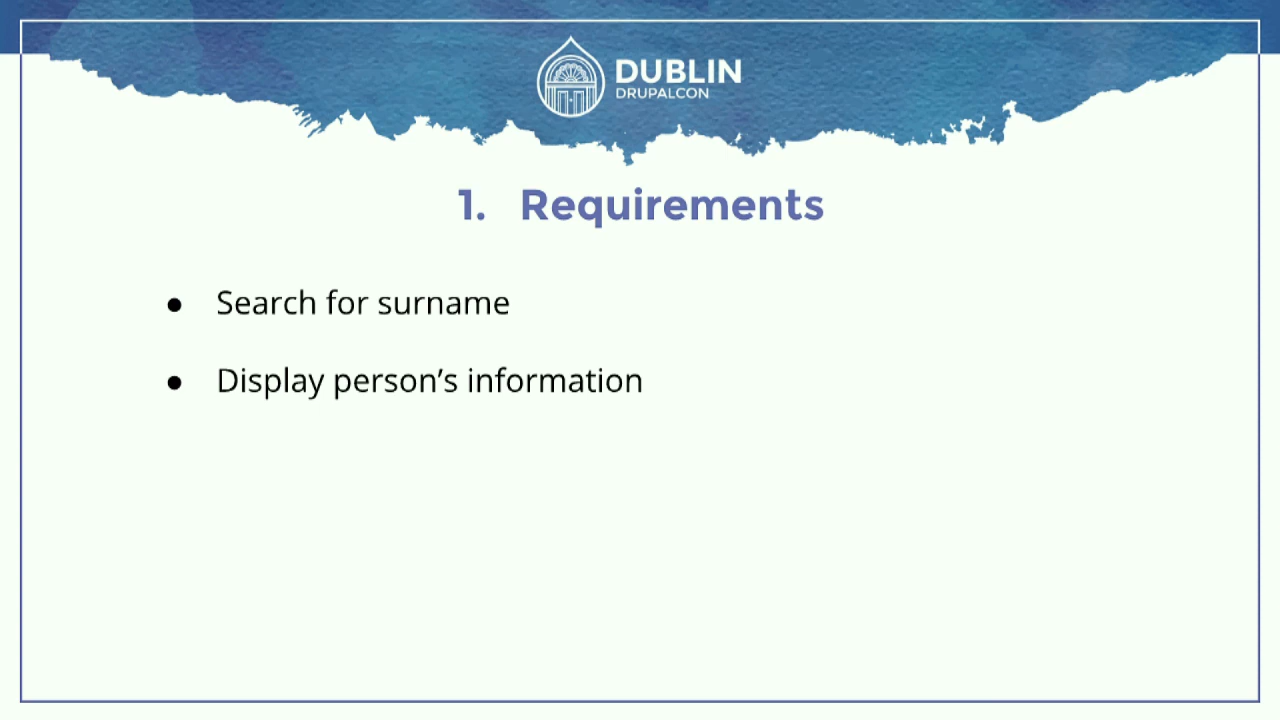 DUBLIN
DRUPALCON
1. Requirements
● Search for surname
● Display person’s information